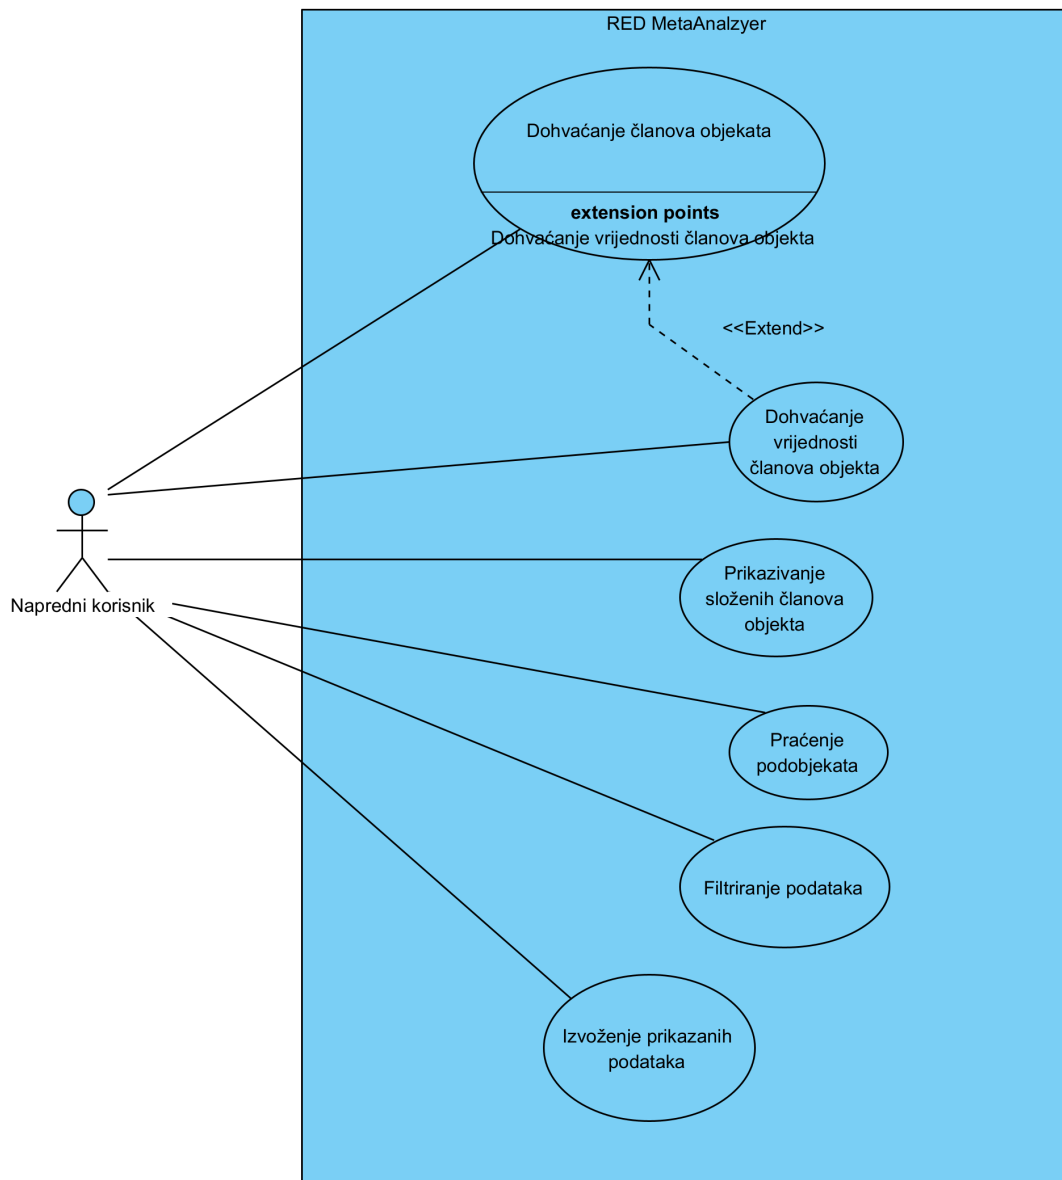 RED MetaAnalzyer
Dohvaćanje članova objekata
extension points
Dohvaćanje vrijednosti članova objekta
<<Extend>>
Dohvaćanje
vrijednosti
članova objekta
Napredni korisnik
Prikazivanje
složenih članova
objekta
Praćenje
podobjekata
Filtriranje podataka
Izvoženje prikazanih
podataka